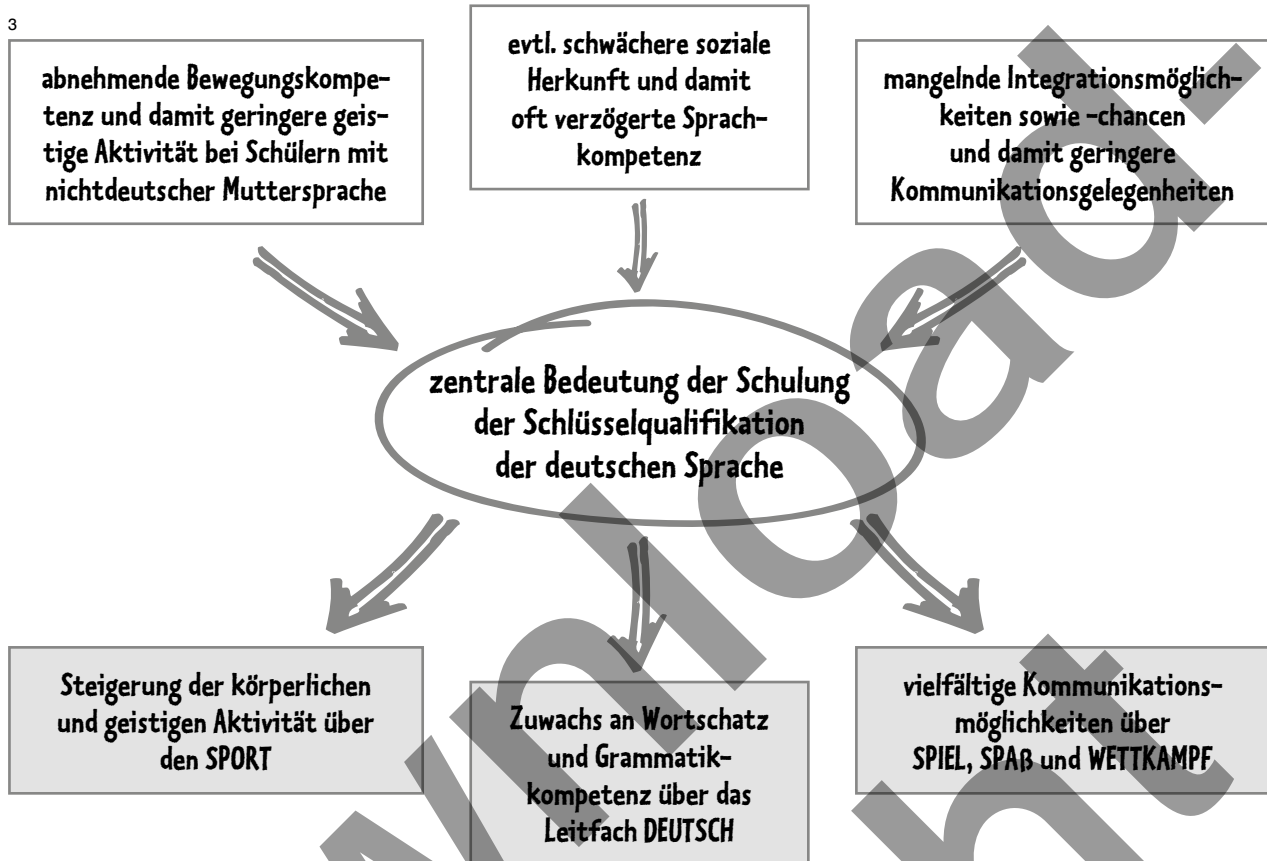 3
abnehmende Bewegungskompe-
tenz und damit geringere geis-
tige Aktivität bei Schülern mit
nichtdeutscher Muttersprache
evtl. schwächere soziale
Herkunft und damit
oft verzögerte Sprach-
kompetenz
mangelnde Integrationsmöglich-
keiten sowie -chancen
und damit geringere
Kommunikationsgelegenheiten
zentrale Bedeutung der Schulung
der Schlüsselqualifikation
der deutschen Sprache
Steigerung der körperlichen
und geistigen Aktivität über
den SPORT
Zuwachs an Wortschatz
und Grammatik-
kompetenz über das
Leitfach DEUTSCH
vielfältige Kommunikations-
möglichkeiten über
SPIEL, SPAß und WETTKAMPF